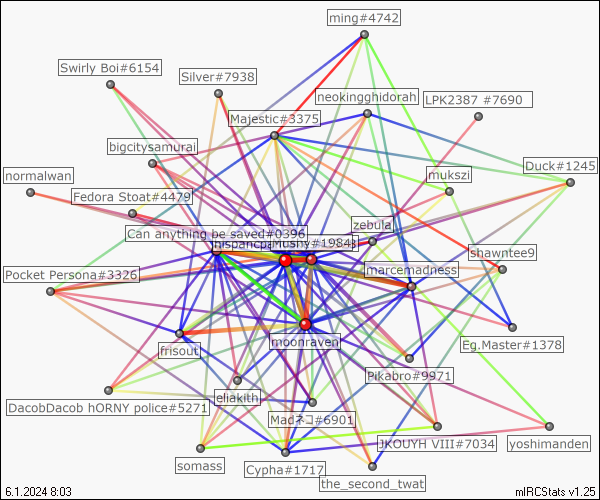 ming#4742
Swirly Boi#6154
Silver#7938
neokingghidorah
LPK2387 #7690
Majestic#3375
bigcitysamurai
Duck#1245
normalwan
mukszi
Fedora Stoat#4479
zebula
Can anything be saved#0396
Mushy#1984
shawntee9
Pocket Persona#3326
marcemadness
moonraven
frisout
Eg.Master#1378
Pikabro#9971
eliakith
DacobDacob hORNY police#5271
Madネコ#6901
JKOUYH VIII#7034
yoshimanden
somass
Cypha#1717
the_second_twat
6.1.2024 8:03
mIRCStats v1.25